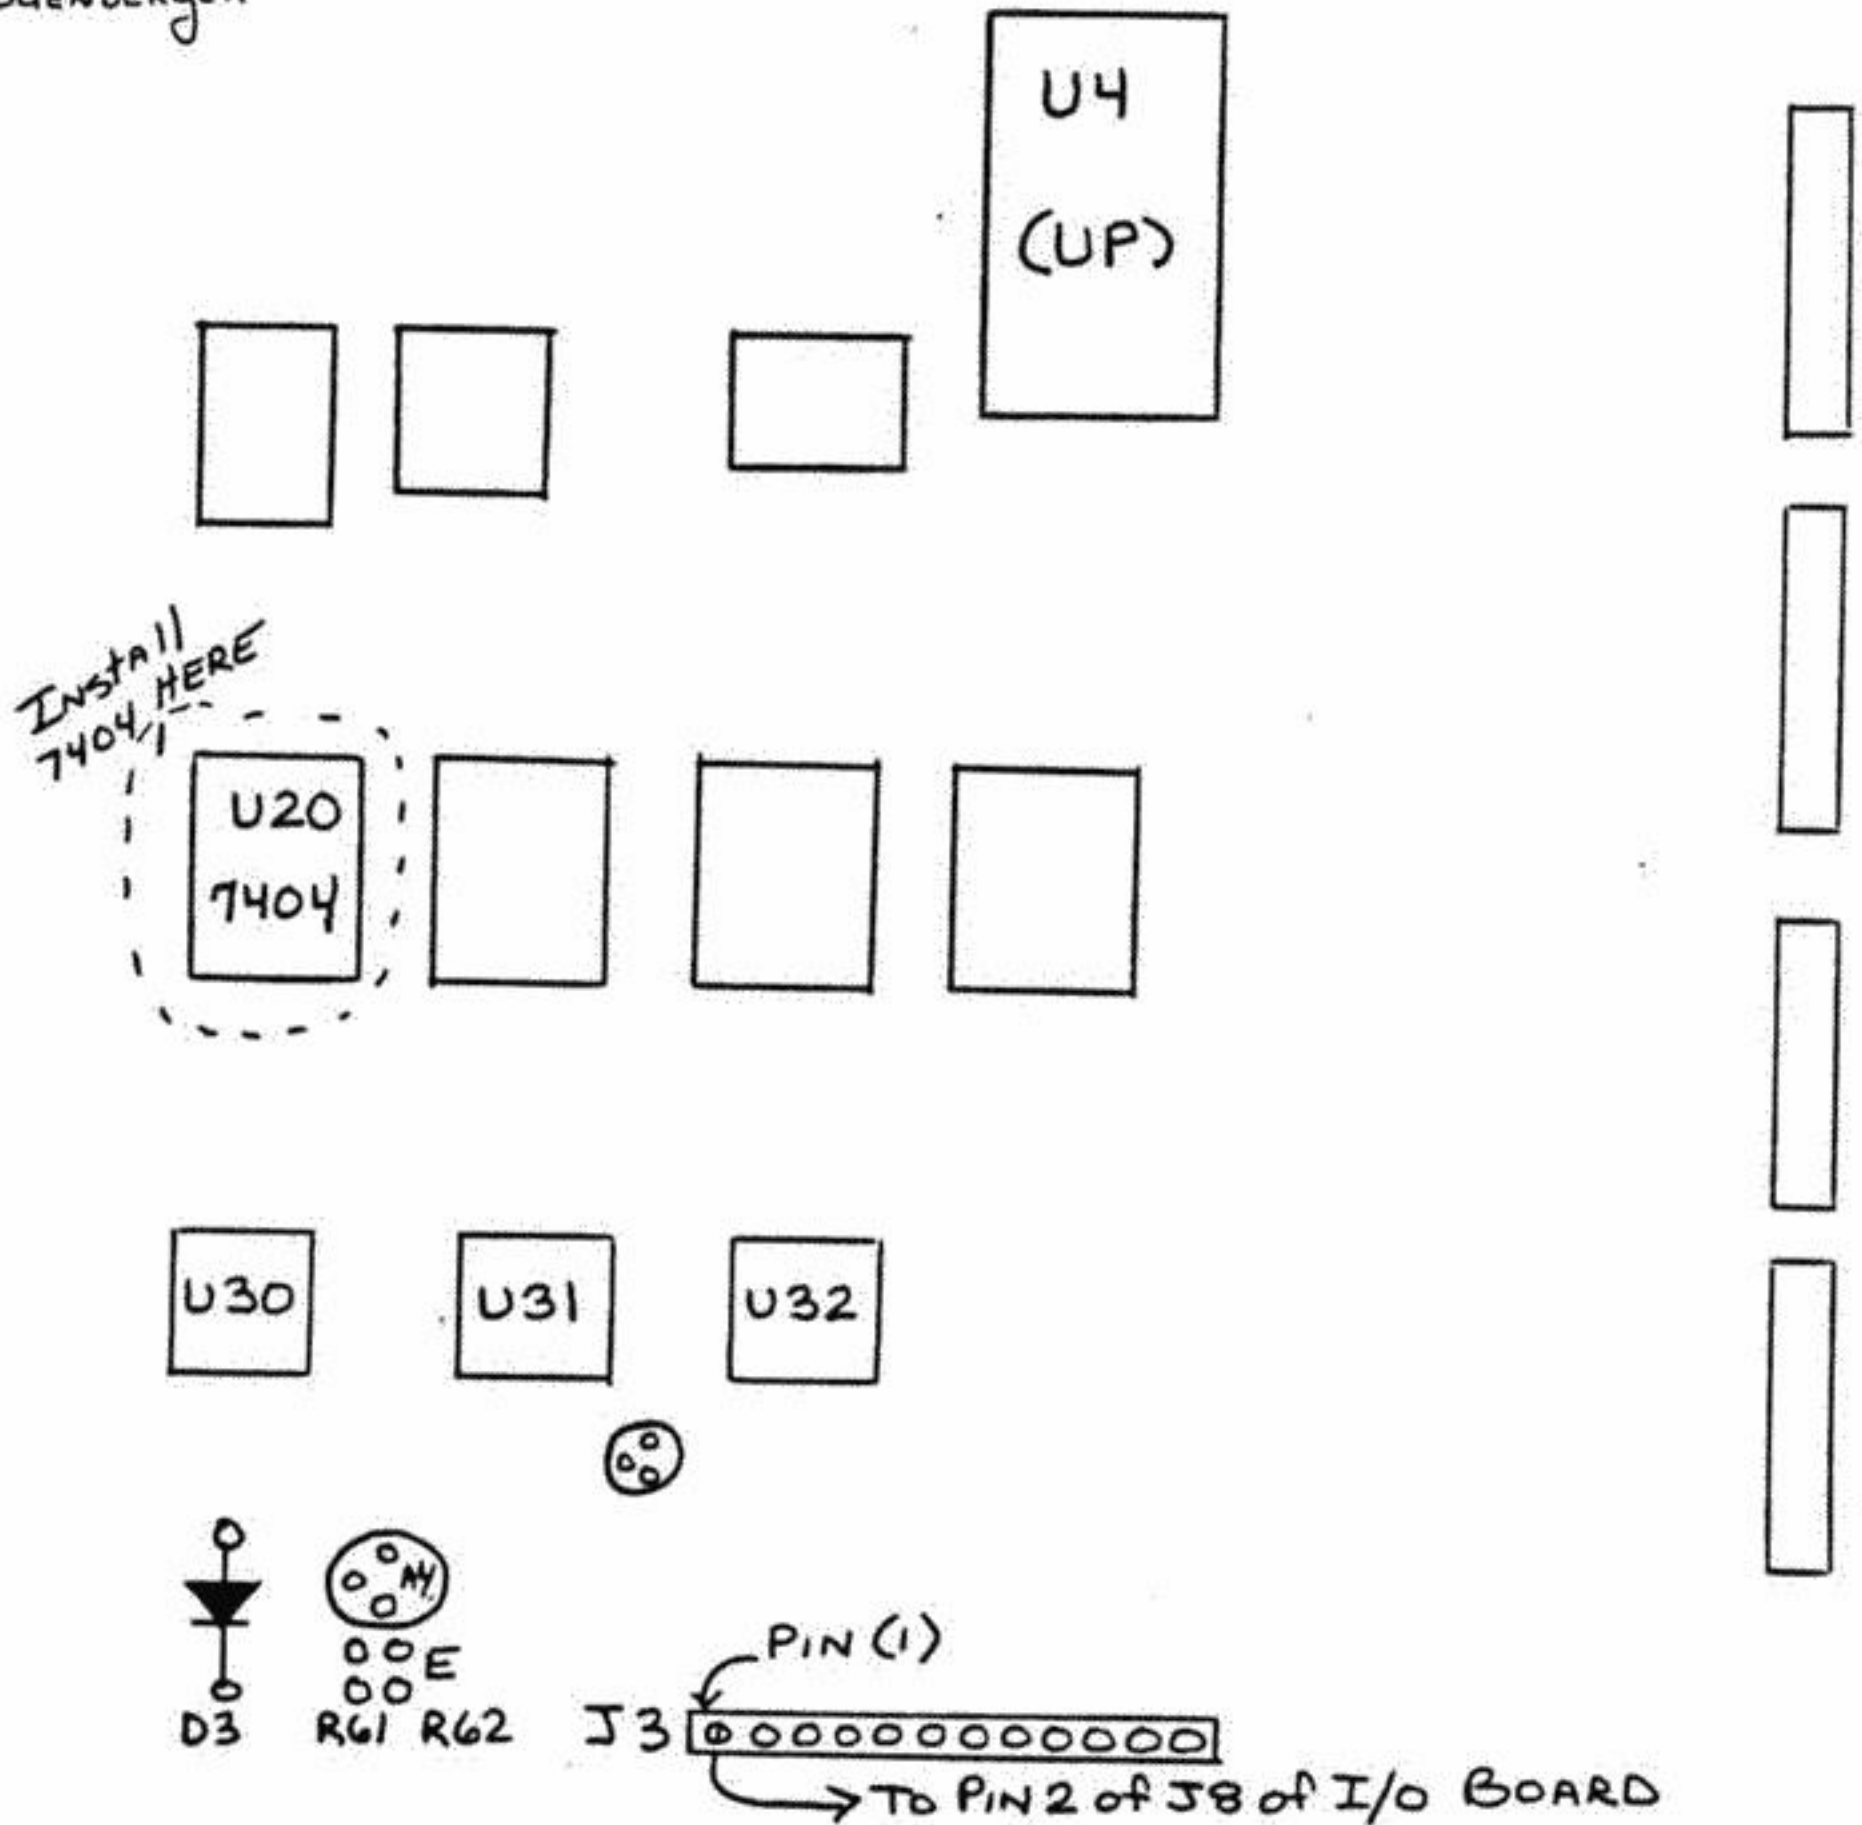 U4
(UP)
Install
7404 HERE
U20
7404
U30
U31
U32
PIN (1)
E
D3
R61 R62
J3
TO PIN 2 of J8 of I/O BOARD